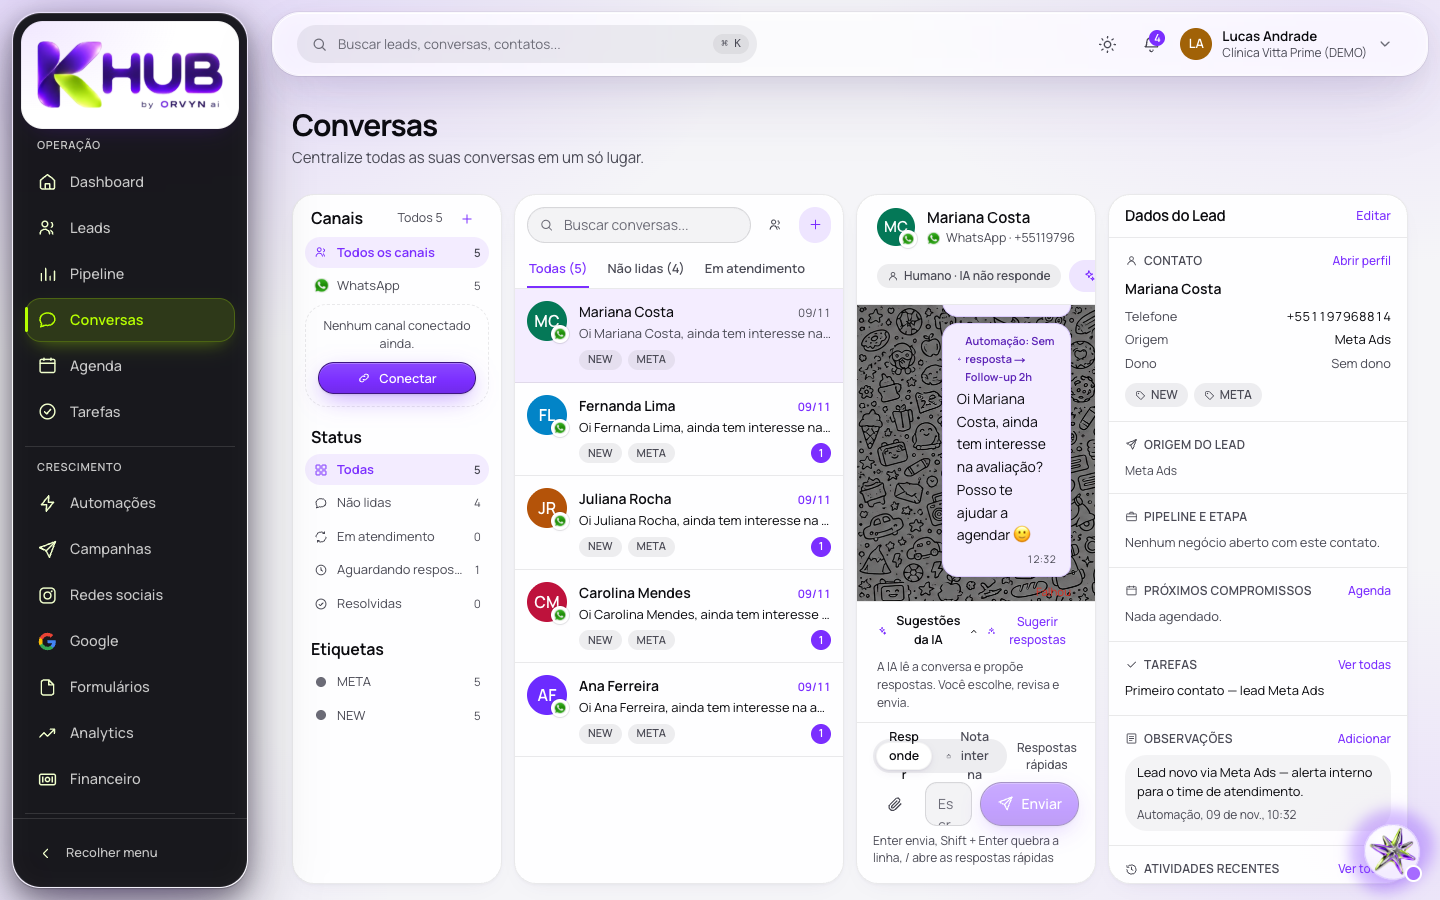 KHUB
by ORVYN ai
OPERAÇÃO
Dashboard
Leads
Pipeline
Conversas
Agenda
Tarefas
CRESCIMENTO
Automações
Campanhas
Redes sociais
Google
Formulários
Analytics
Financeiro
Recolher menu
Buscar leads, conversas, contatos...
⌘ K
4
LA
Lucas Andrade
Clínica Vitta Prime (DEMO)
Conversas
Centralize todas as suas conversas em um só lugar.
Canais
Todos 5
Todos os canais 5
WhatsApp 5
Nenhum canal conectado
ainda.
Conectar
Status
Todas 5
Não lidas 4
Em atendimento 0
Aguardando respos... 1
Resolvidas 0
Etiquetas
META 5
NEW 5
Buscar conversas...
Todas (5) Não lidas (4) Em atendimento
MC
Mariana Costa 09/11
Oi Mariana Costa, ainda tem interesse na...
NEW META
FL
Fernanda Lima 09/11
Oi Fernanda Lima, ainda tem interesse na...
NEW META 1
JR
Juliana Rocha 09/11
Oi Juliana Rocha, ainda tem interesse na ...
NEW META 1
CM
Carolina Mendes 09/11
Oi Carolina Mendes, ainda tem interesse ...
NEW META 1
AF
Ana Ferreira 09/11
Oi Ana Ferreira, ainda tem interesse na a...
NEW META 1
MC
Mariana Costa
WhatsApp · +55119796
Humano · IA não responde
Automação: Sem
resposta →
Follow-up 2h
Oi Mariana
Costa, ainda
tem interesse
na avaliação?
Posso te
ajudar a
agendar 🙂
12:32
Sugestões
da IA
Sugerir
respostas
A IA lê a conversa e propõe
respostas. Você escolhe, revisa e
envia.
Resp
onde
r
Nota
inter
na
Respostas
rápidas
Es
cr
Enviar
Enter envia, Shift + Enter quebra a
linha, / abre as respostas rápidas
Dados do Lead Editar
CONTATO Abrir perfil
Mariana Costa
Telefone +551197968814
Origem Meta Ads
Dono Sem dono
NEW META
ORIGEM DO LEAD
Meta Ads
PIPELINE E ETAPA
Nenhum negócio aberto com este contato.
PRÓXIMOS COMPROMISSOS Agenda
Nada agendado.
TAREFAS Ver todas
Primeiro contato — lead Meta Ads
OBSERVAÇÕES Adicionar
Lead novo via Meta Ads — alerta interno
para o time de atendimento.
Automação, 09 de nov., 10:32
ATIVIDADES RECENTES Ver